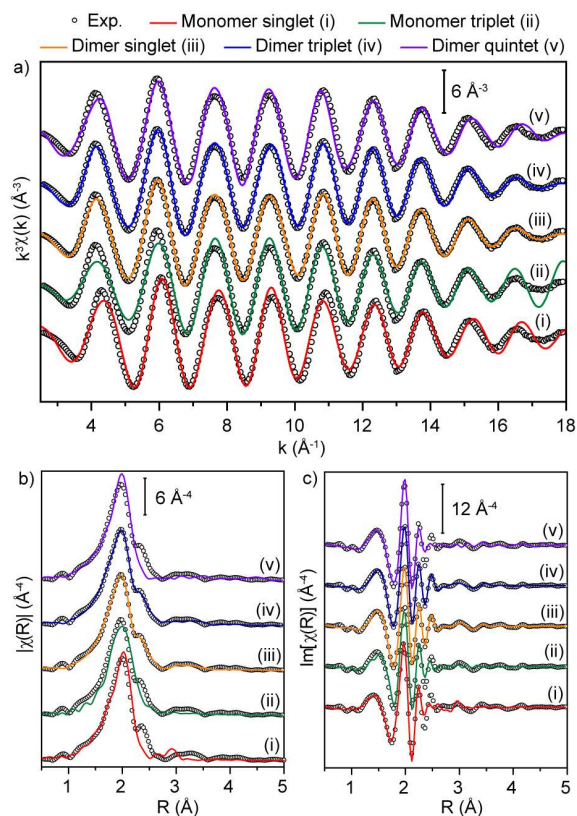 Exp. Monomer singlet (i) Monomer triplet (ii)
Dimer singlet (iii) Dimer triplet (iv) Dimer quintet (v)
a)
6 Å⁻³
(v)
(iv)
(iii)
(ii)
(i)
k³χ(k) (Å⁻³)
4 6 8 10 12 14 16 18
k (Å⁻¹)
b)
6 Å⁻⁴
(v)
(iv)
(iii)
(ii)
(i)
|χ(R)| (Å⁻⁴)
1 2 3 4 5
R (Å)
c)
12 Å⁻⁴
(v)
(iv)
(iii)
(ii)
(i)
Im[χ(R)] (Å⁻⁴)
1 2 3 4 5
R (Å)